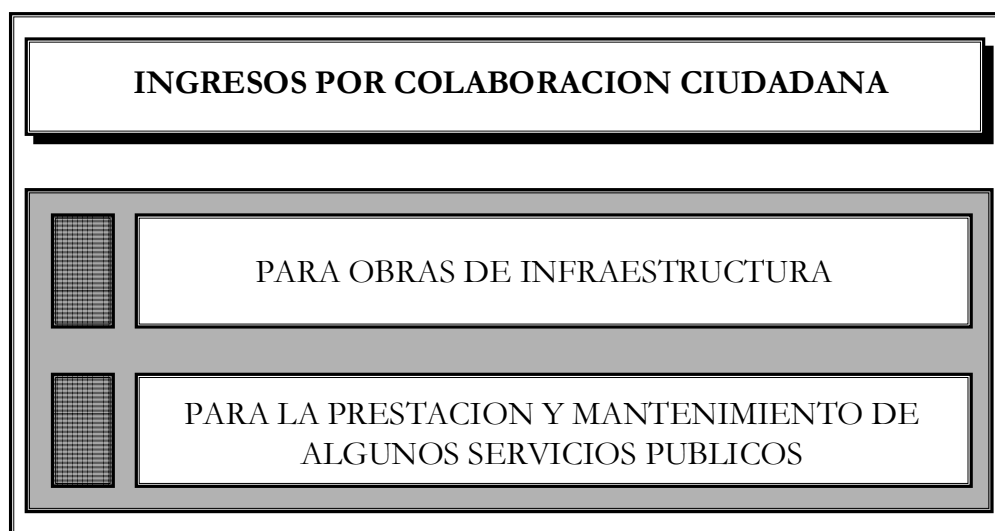 INGRESOS POR COLABORACION CIUDADANA
PARA OBRAS DE INFRAESTRUCTURA
PARA LA PRESTACION Y MANTENIMIENTO DE
ALGUNOS SERVICIOS PUBLICOS